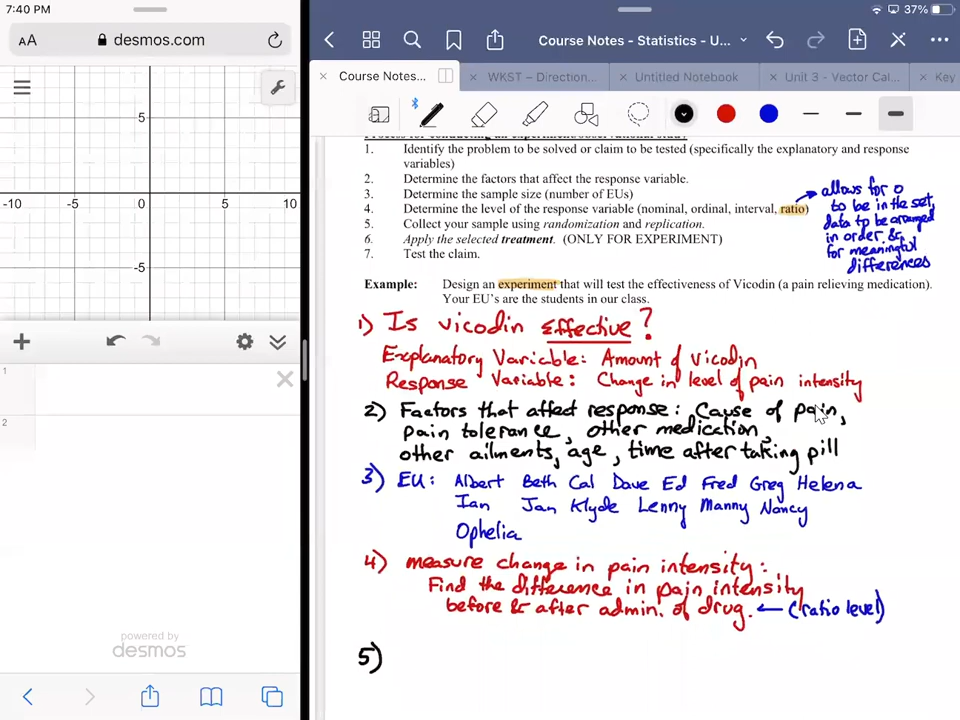 7:40 PM
37%
AA desmos.com
Course Notes - Statistics - U...
Course Notes...
WKST – Direction...
Untitled Notebook
Unit 3 - Vector Cal...
Key
5
-10 -5 0 5 10
-5
1
2
powered by
desmos
Process for conducting an experiment/observational study
1. Identify the problem to be solved or claim to be tested (specifically the explanatory and response
variables)
2. Determine the factors that affect the response variable.
3. Determine the sample size (number of EUs)
4. Determine the level of the response variable (nominal, ordinal, interval, ratio)
5. Collect your sample using randomization and replication.
6. Apply the selected treatment. (ONLY FOR EXPERIMENT)
7. Test the claim.
allows for 0
to be in the set,
data to be arranged
in order &
for meaningful
differences
Example: Design an experiment that will test the effectiveness of Vicodin (a pain relieving medication).
Your EU's are the students in our class.
1) Is vicodin effective?
Explanatory Variable: Amount of vicodin
Response Variable: Change in level of pain intensity
2) Factors that affect response: Cause of pain,
pain tolerance, other medication,
other ailments, age, time after taking pill
3) EU: Albert Beth Cal Dave Ed Fred Greg Helena
Ian Jan Klyde Lenny Manny Nancy
Ophelia
4) measure change in pain intensity:
Find the difference in pain intensity
before & after admin. of drug. ← (ratio level)
5)